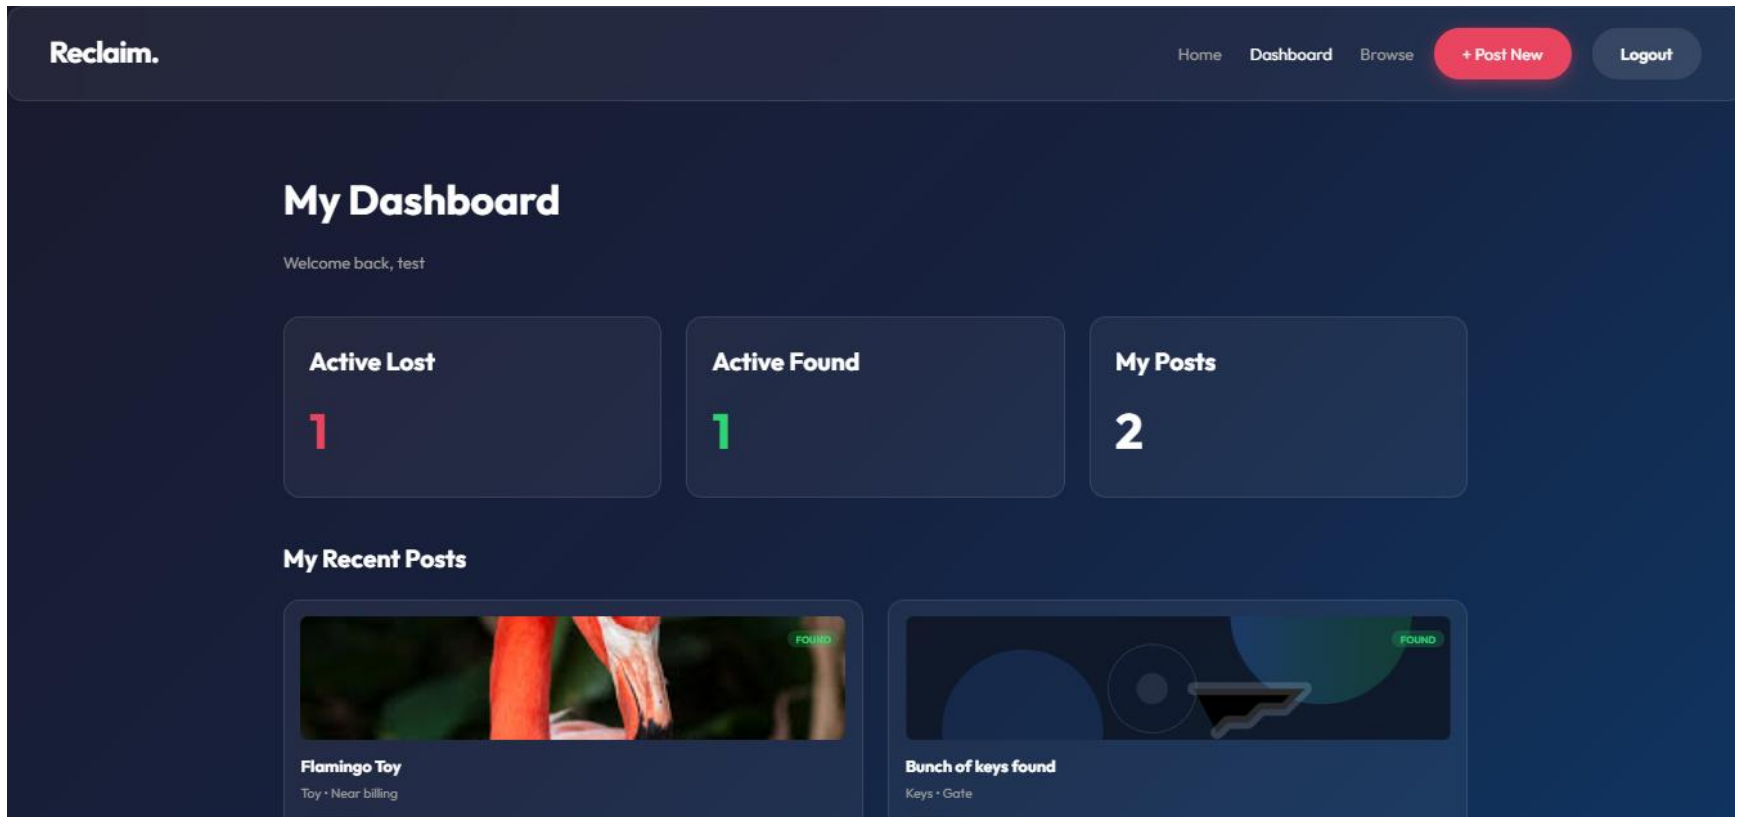 Reclaim.
Home Dashboard Browse + Post New Logout
My Dashboard
Welcome back, test
Active Lost
1
Active Found
1
My Posts
2
My Recent Posts
FOUND
Flamingo Toy
Toy • Near billing
FOUND
Bunch of keys found
Keys • Gate